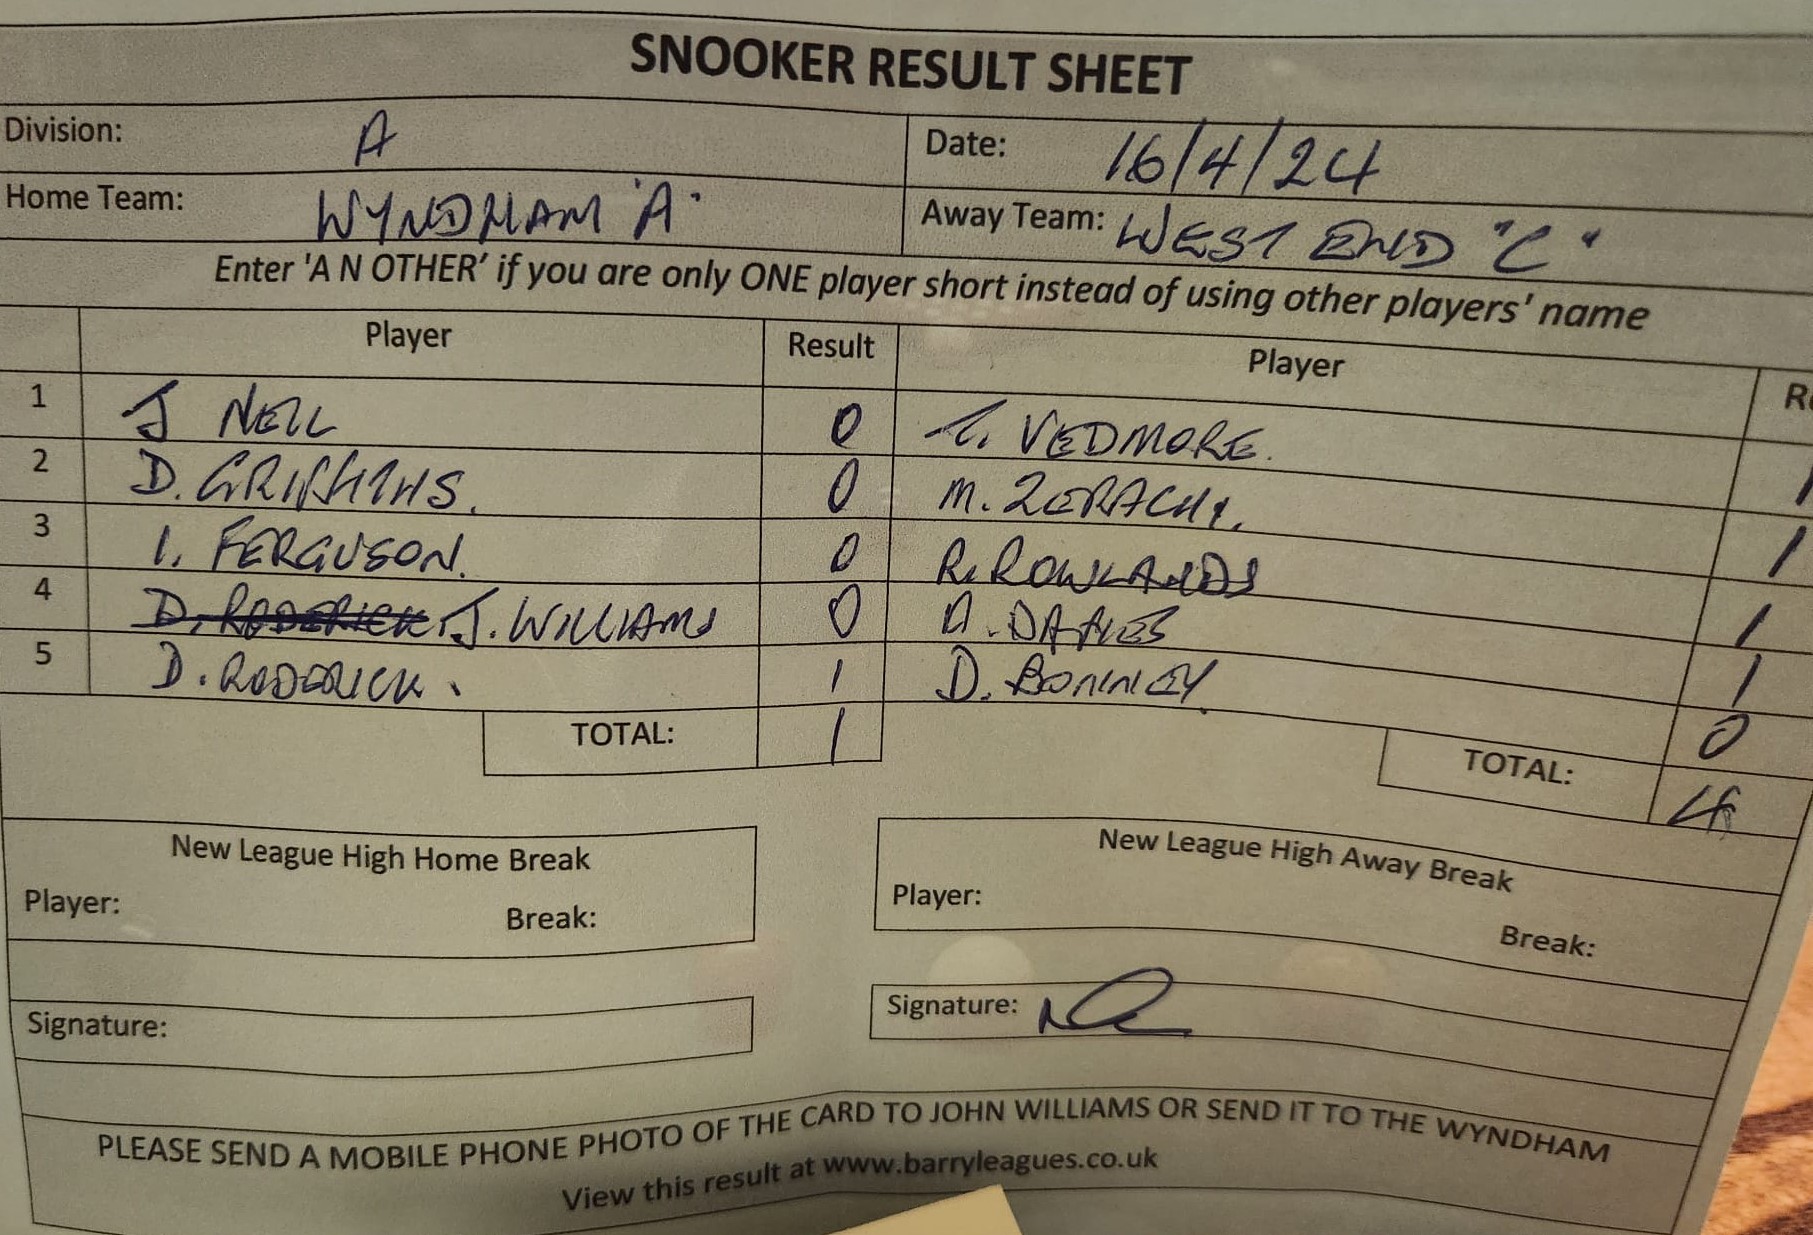 SNOOKER RESULT SHEET
Division: A Date: 16/4/24
Home Team: WYNDHAM 'A' Away Team: WEST END "C"
Enter 'A N OTHER' if you are only ONE player short instead of using other players' name
Player Result Player
1 J NEIL 0 C. VEDMORE. 1
2 D. GRIFFITHS. 0 M. ZERACHI. 1
3 I. FERGUSON. 0 R. ROWLANDS 1
4 D. RODERICK J. WILLIAMS 0 A. DAVIES 1
5 D. RODERICK. 1 D. BONNEY. 0
TOTAL: 1 TOTAL: 4
New League High Home Break New League High Away Break
Player: Break: Player: Break:
Signature: Signature:
PLEASE SEND A MOBILE PHONE PHOTO OF THE CARD TO JOHN WILLIAMS OR SEND IT TO THE WYNDHAM
View this result at www.barryleagues.co.uk